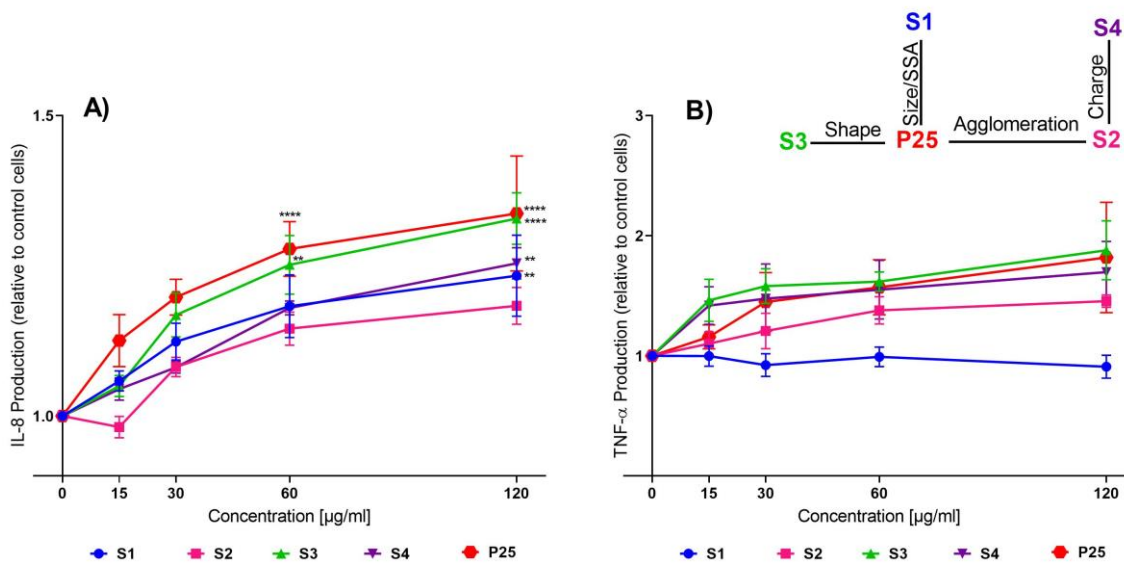 A)
IL-8 Production (relative to control cells)
1.5
1.0
****
**
****
****
**
**
0 15 30 60 120
Concentration [µg/ml]
S1 S2 S3 S4 P25
B)
S1
S4
Size/SSA
Charge
S3 Shape P25 Agglomeration S2
TNF-α Production (relative to control cells)
3
2
1
0 15 30 60 120
Concentration [µg/ml]
S1 S2 S3 S4 P25